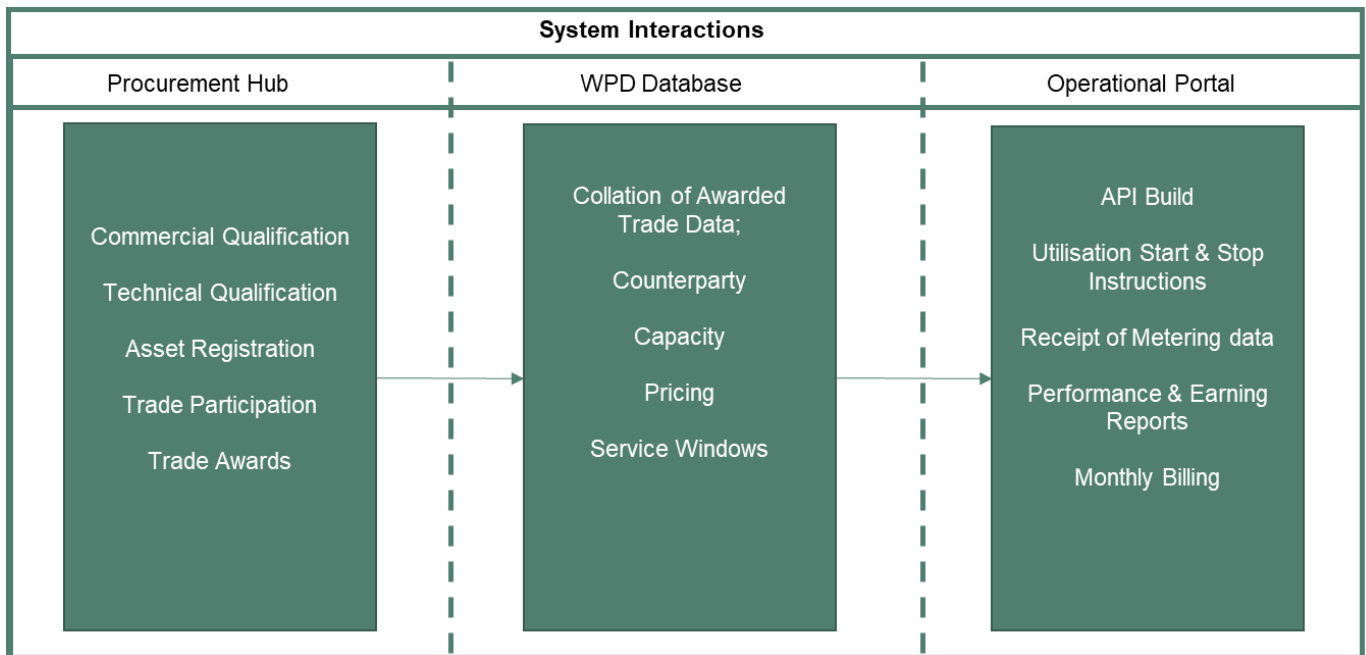 System Interactions
Procurement Hub
WPD Database
Operational Portal
Commercial Qualification
Technical Qualification
Asset Registration
Trade Participation
Trade Awards
Collation of Awarded
Trade Data;
Counterparty
Capacity
Pricing
Service Windows
API Build
Utilisation Start & Stop
Instructions
Receipt of Metering data
Performance & Earning
Reports
Monthly Billing